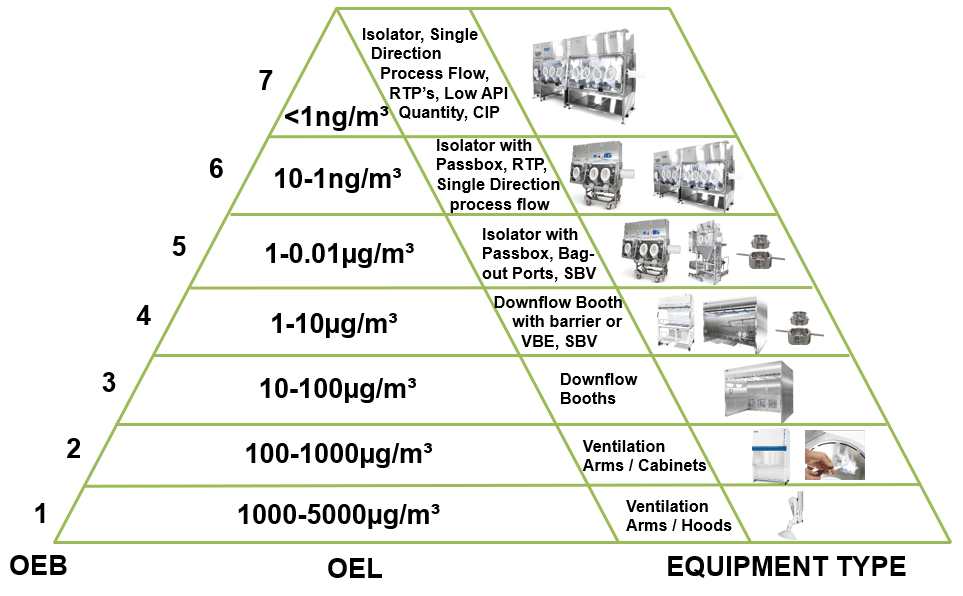 7
<1ng/m³
Isolator, Single
Direction
Process Flow,
RTP's, Low API
Quantity, CIP
6
10-1ng/m³
Isolator with
Passbox, RTP,
Single Direction
process flow
5
1-0.01µg/m³
Isolator with
Passbox, Bag-
out Ports, SBV
4
1-10µg/m³
Downflow Booth
with barrier or
VBE, SBV
3
10-100µg/m³
Downflow
Booths
2
100-1000µg/m³
Ventilation
Arms / Cabinets
1
1000-5000µg/m³
Ventilation
Arms / Hoods
OEB
OEL
EQUIPMENT TYPE